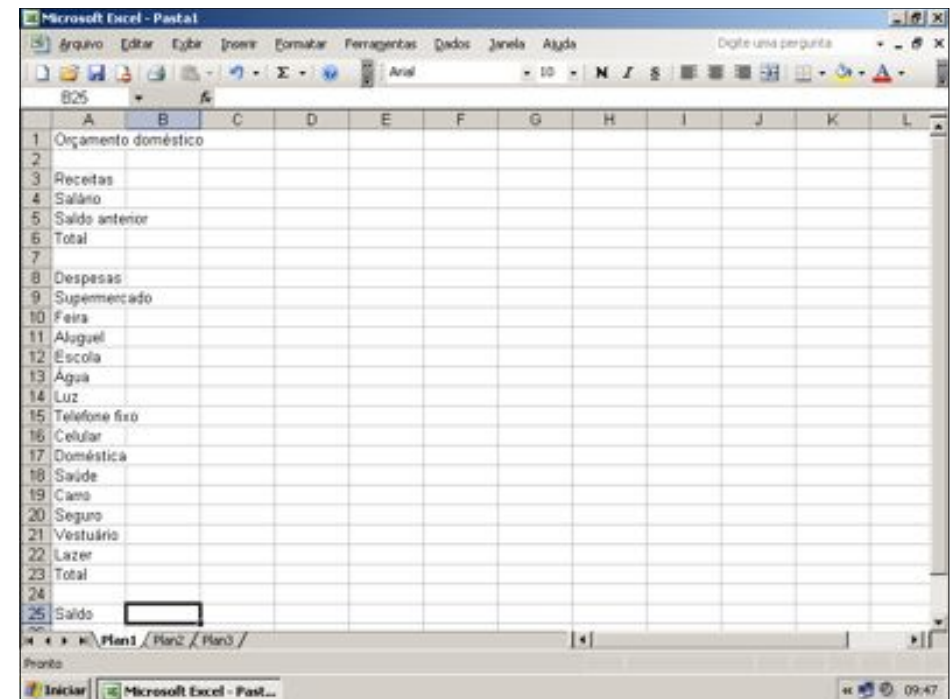 Microsoft Excel - Pasta1
Arquivo Editar Exibir Inserir Formatar Ferramentas Dados Janela Ajuda Digite uma pergunta
Arial 10 N I S
B25 fx
A B C D E F G H I J K L
1 Orçamento doméstico
2
3 Receitas
4 Salário
5 Saldo anterior
6 Total
7
8 Despesas
9 Supermercado
10 Feira
11 Aluguel
12 Escola
13 Água
14 Luz
15 Telefone fixo
16 Celular
17 Doméstica
18 Saúde
19 Carro
20 Seguro
21 Vestuário
22 Lazer
23 Total
24
25 Saldo
Plan1 Plan2 Plan3
Pronto
Iniciar Microsoft Excel - Past... 09:47